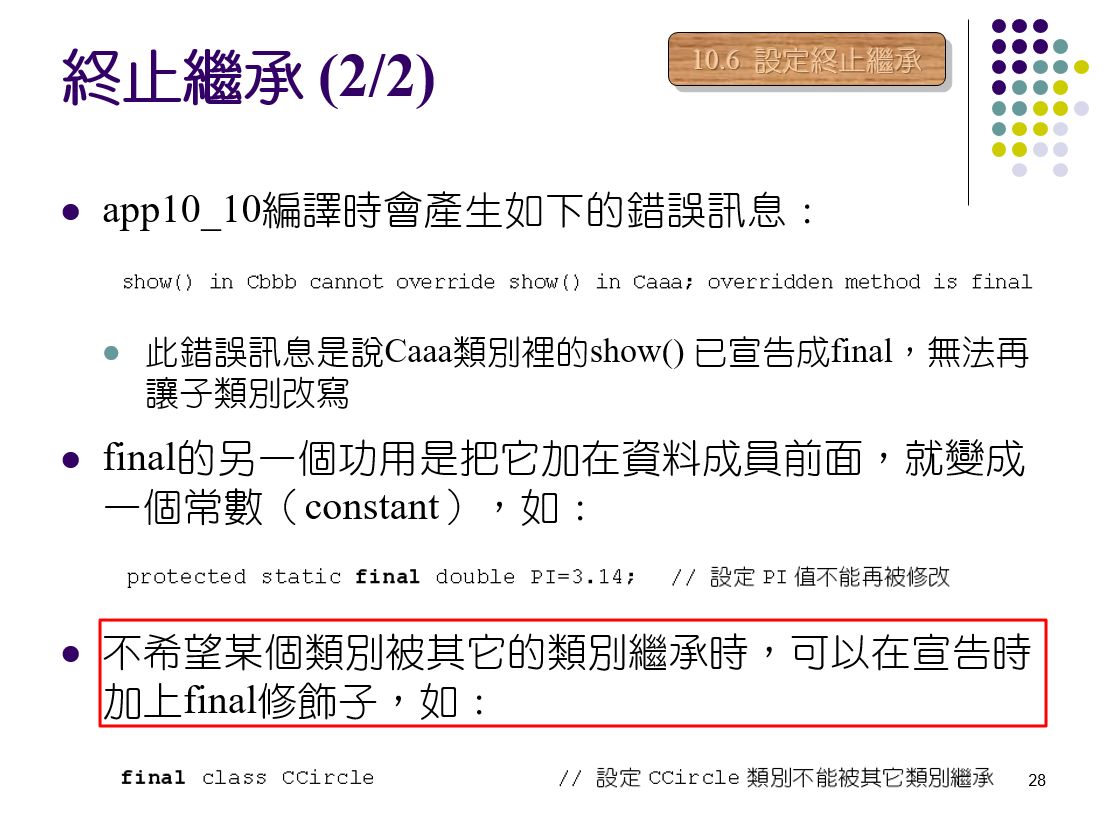 終止繼承 (2/2)
10.6 設定終止繼承
app10_10編譯時會產生如下的錯誤訊息：
show() in Cbbb cannot override show() in Caaa; overridden method is final
此錯誤訊息是說Caaa類別裡的show() 已宣告成final，無法再
讓子類別改寫
final的另一個功用是把它加在資料成員前面，就變成
一個常數（constant），如：
protected static final double PI=3.14; // 設定 PI 值不能再被修改
不希望某個類別被其它的類別繼承時，可以在宣告時
加上final修飾子，如：
final class CCircle // 設定 CCircle 類別不能被其它類別繼承
28